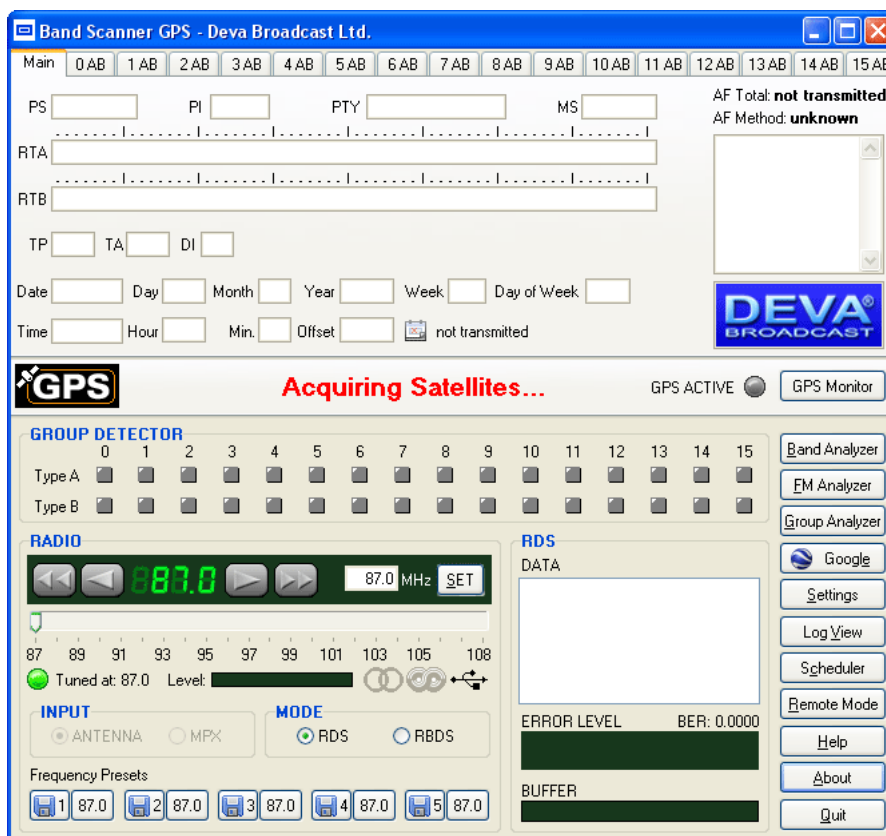 Band Scanner GPS - Deva Broadcast Ltd.
Main 0 AB 1 AB 2 AB 3 AB 4 AB 5 AB 6 AB 7 AB 8 AB 9 AB 10 AB 11 AB 12 AB 13 AB 14 AB 15 AB
PS PI PTY MS AF Total: not transmitted
AF Method: unknown
RTA
RTB
TP TA DI
Date Day Month Year Week Day of Week
Time Hour Min. Offset not transmitted
DEVA®
BROADCAST
GPS Acquiring Satellites... GPS ACTIVE GPS Monitor
GROUP DETECTOR
0 1 2 3 4 5 6 7 8 9 10 11 12 13 14 15
Type A
Type B
Band Analyzer
FM Analyzer
Group Analyzer
Google
Settings
Log View
Scheduler
Remote Mode
Help
About
Quit
RADIO
87.0 87.0 MHz SET
87 89 91 93 95 97 99 101 103 105 108
Tuned at: 87.0 Level:
INPUT
ANTENNA MPX
MODE
RDS RBDS
Frequency Presets
1 87.0 2 87.0 3 87.0 4 87.0 5 87.0
RDS
DATA
ERROR LEVEL BER: 0.0000
BUFFER